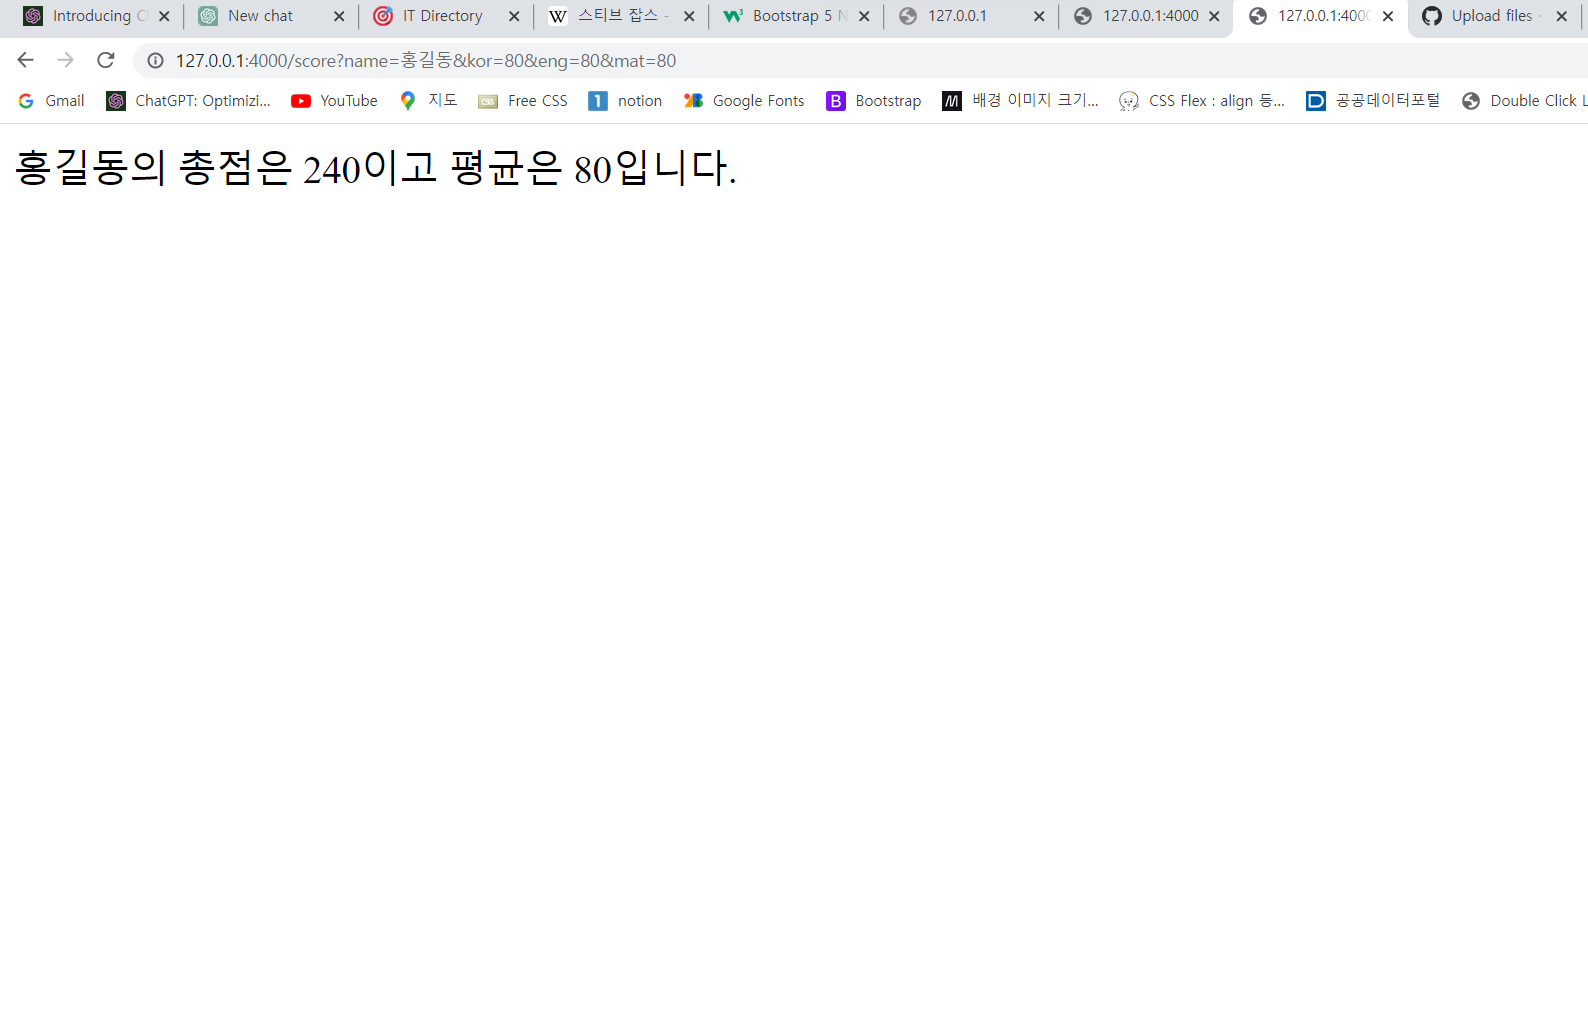 Introducing C New chat IT Directory 스티브 잡스 - Bootstrap 5 N 127.0.0.1 127.0.0.1:4000 127.0.0.1:4000 Upload files ·
127.0.0.1:4000/score?name=홍길동&kor=80&eng=80&mat=80
Gmail ChatGPT: Optimizi... YouTube 지도 Free CSS notion Google Fonts Bootstrap 배경 이미지 크기... CSS Flex : align 등... 공공데이터포털 Double Click L
홍길동의 총점은 240이고 평균은 80입니다.